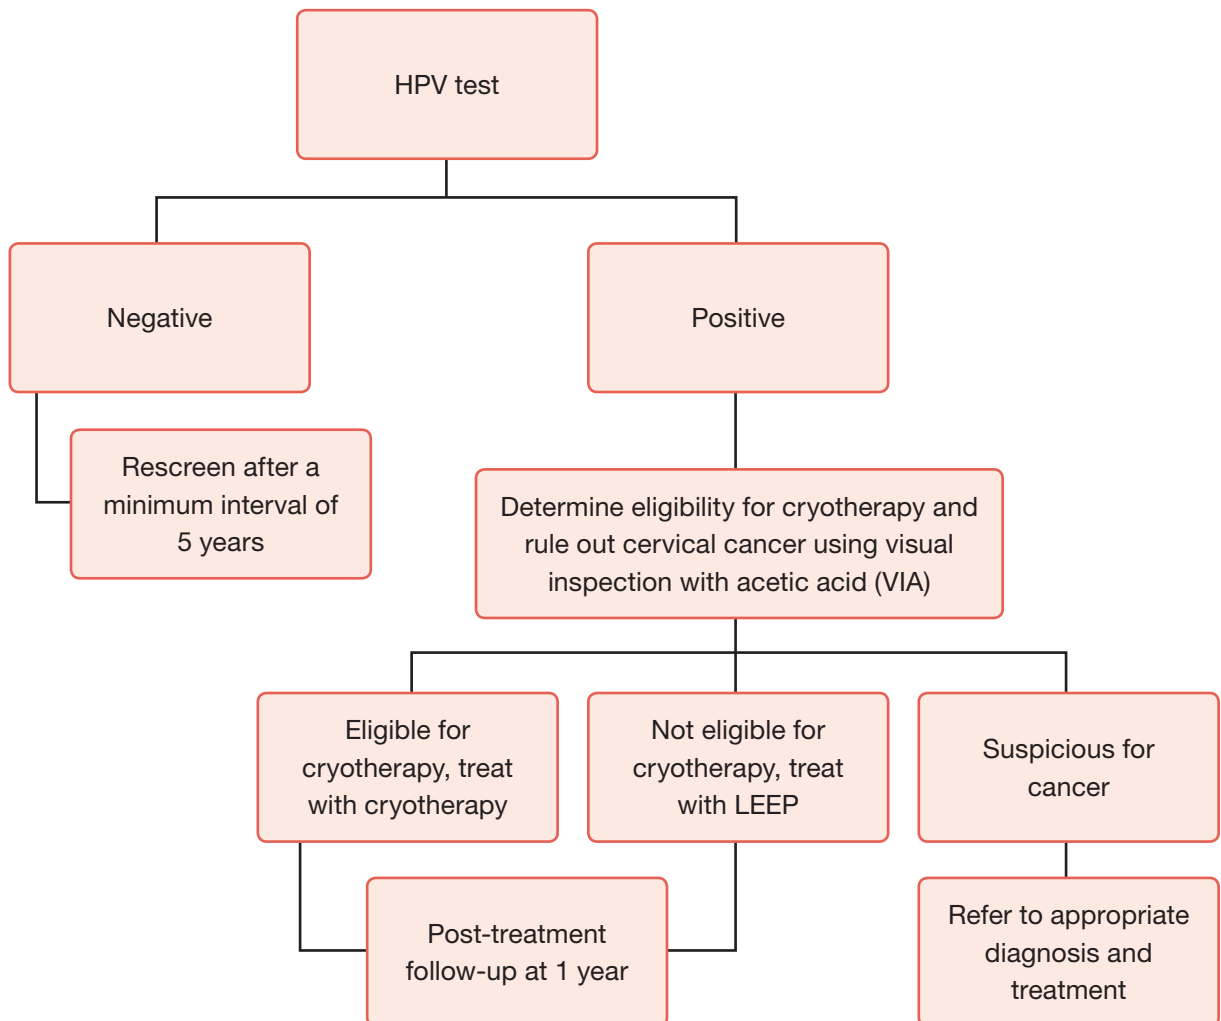 HPV test
Negative
Positive
Rescreen after a
minimum interval of
5 years
Determine eligibility for cryotherapy and
rule out cervical cancer using visual
inspection with acetic acid (VIA)
Eligible for
cryotherapy, treat
with cryotherapy
Not eligible for
cryotherapy, treat
with LEEP
Suspicious for
cancer
Post-treatment
follow-up at 1 year
Refer to appropriate
diagnosis and
treatment